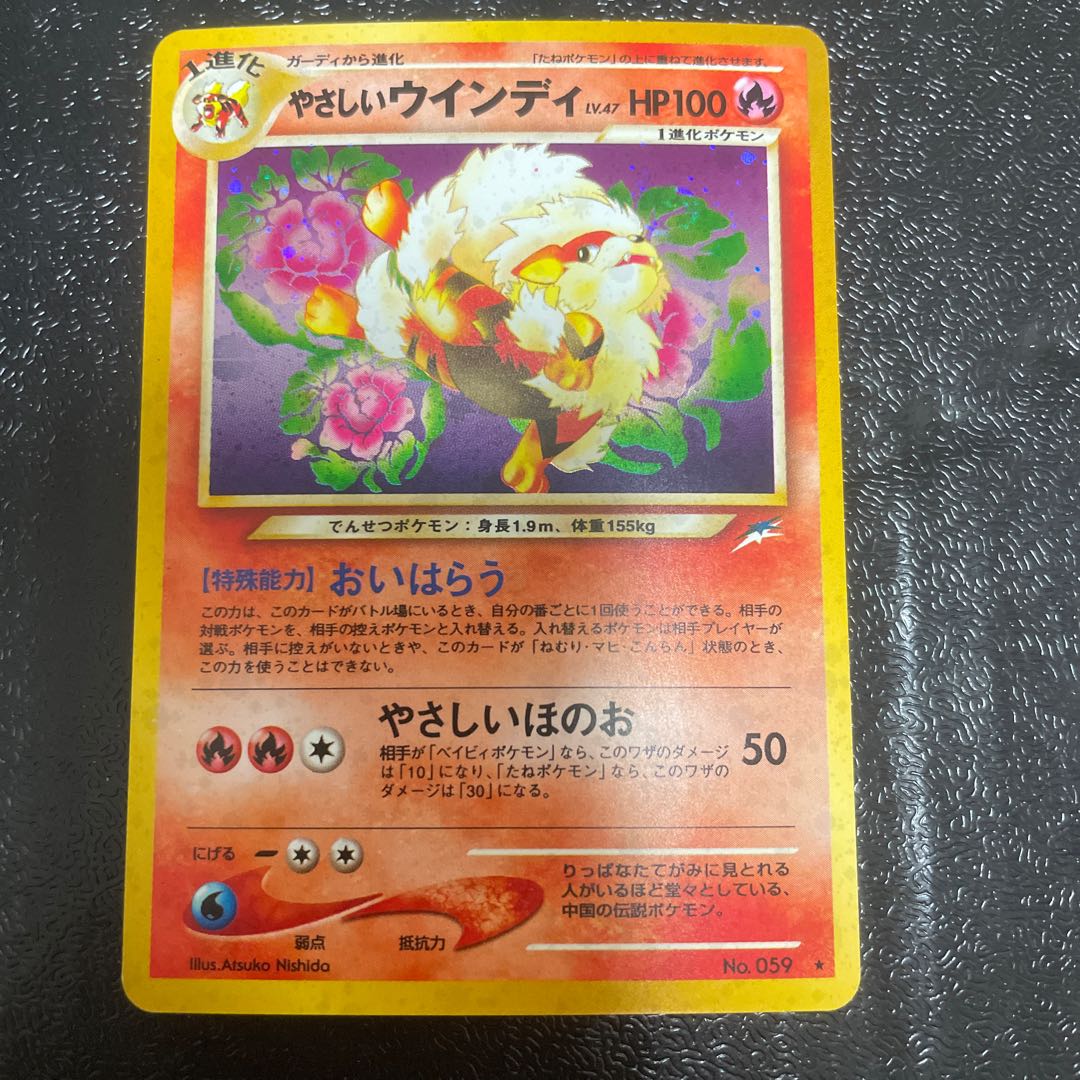 1進化
ガーディから進化
「たねポケモン」の上に重ねて進化させます。
やさしいウインディ LV.47 HP100
1進化ポケモン
でんせつポケモン：身長1.9m、体重155kg
【特殊能力】おいはらう
この力は、このカードがバトル場にいるとき、自分の番ごとに1回使うことができる。相手の
対戦ポケモンを、相手の控えポケモンと入れ替える。入れ替えるポケモンは相手プレイヤーが
選ぶ。相手に控えがいないときや、このカードが「ねむり・マヒ・こんらん」状態のとき、
この力を使うことはできない。
やさしいほのお
相手が「ベイビィポケモン」なら、このワザのダメージ
は「10」になり、「たねポケモン」なら、このワザの
ダメージは「30」になる。
50
にげる
りっぱなたてがみに見とれる
人がいるほど堂々としている、
中国の伝説ポケモン。
弱点
抵抗力
Illus.Atsuko Nishida
No. 059 ★